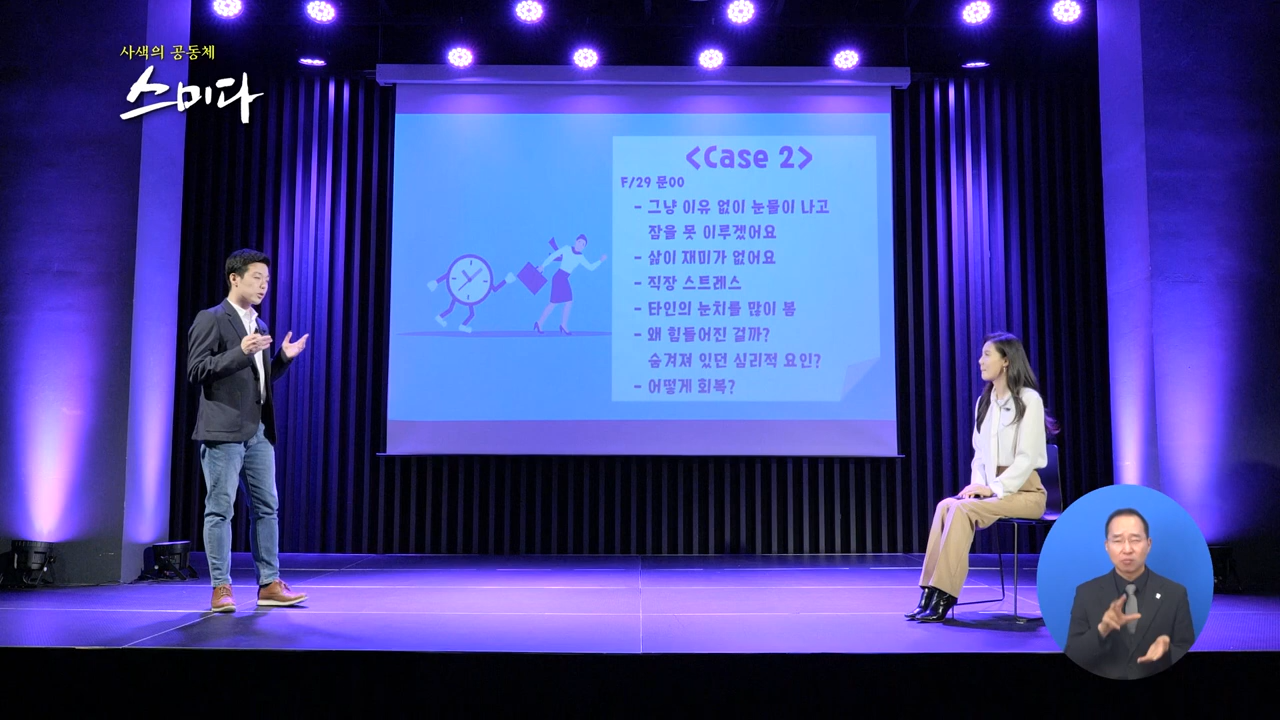 사색의 공동체
스미다
<Case 2>
F/29 문00
- 그냥 이유 없이 눈물이 나고
잠을 못 이루겠어요
- 삶이 재미가 없어요
- 직장 스트레스
- 타인의 눈치를 많이 봄
- 왜 힘들어진 걸까?
숨겨져 있던 심리적 요인?
- 어떻게 회복?